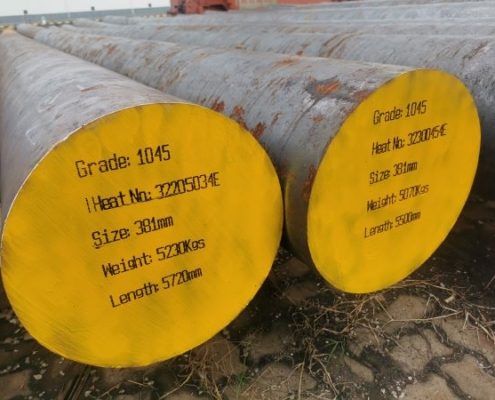 Grade: 1045
Heat No: 32205034E
Size: 381mm
Weight: 5230Kgs
Length: 5720mm
Grade: 1045
Heat No: 32300454E
Size: 381mm
Weight: 5070Kgs
Length: 5500mm